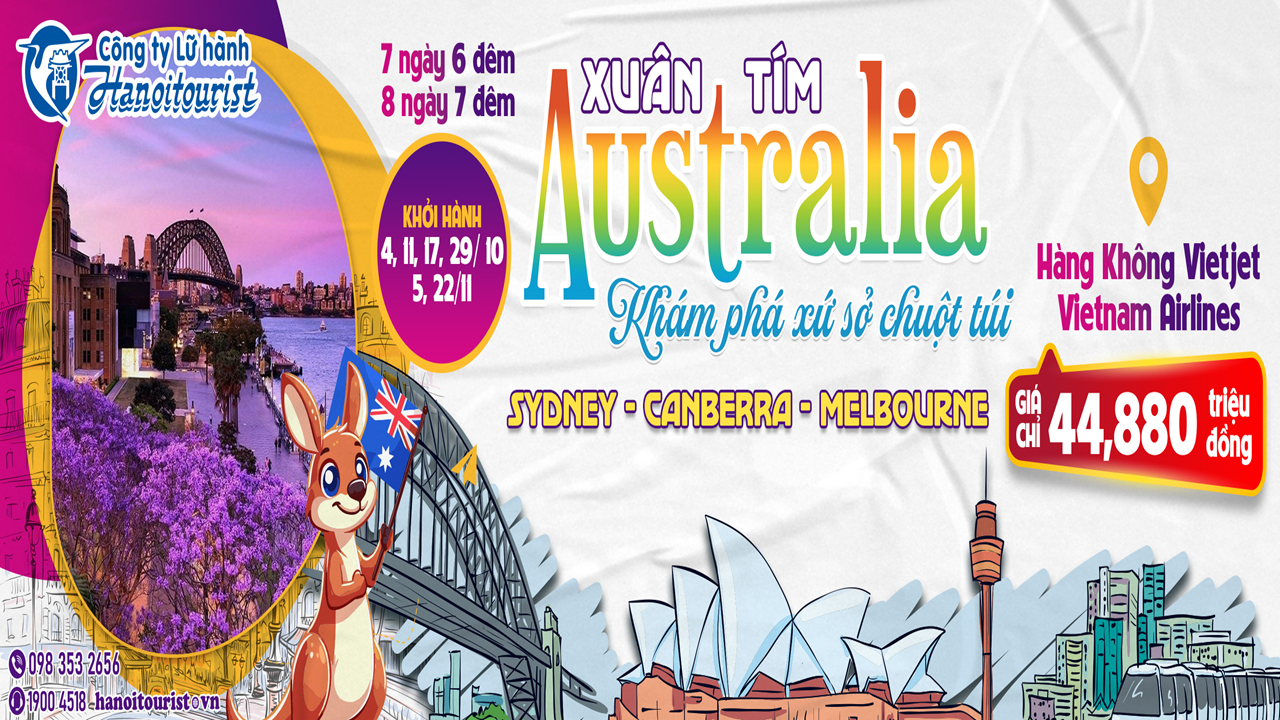 Công ty Lữ hành
Hanoitourist
7 ngày 6 đêm
8 ngày 7 đêm
KHỞI HÀNH
4, 11, 17, 29/ 10
5, 22/11
XUÂN TÍM
Australia
Khám phá xứ sở chuột túi
SYDNEY - CANBERRA - MELBOURNE
Hàng Không Vietjet
Vietnam Airlines
GIÁ CHỈ 44,880 triệu đồng
098 353 2656
1900 4518 hanoitourist.vn